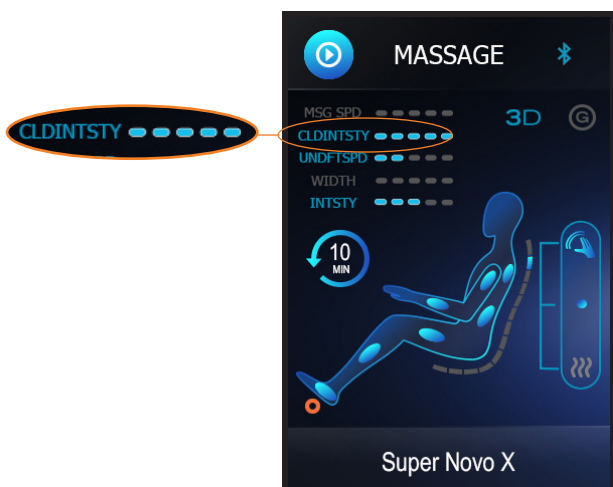 MASSAGE
MSG SPD
3D
G
CLDINTSTY
CLDINTSTY
UNDFTSPD
WIDTH
INTSTY
10
MIN
Super Novo X